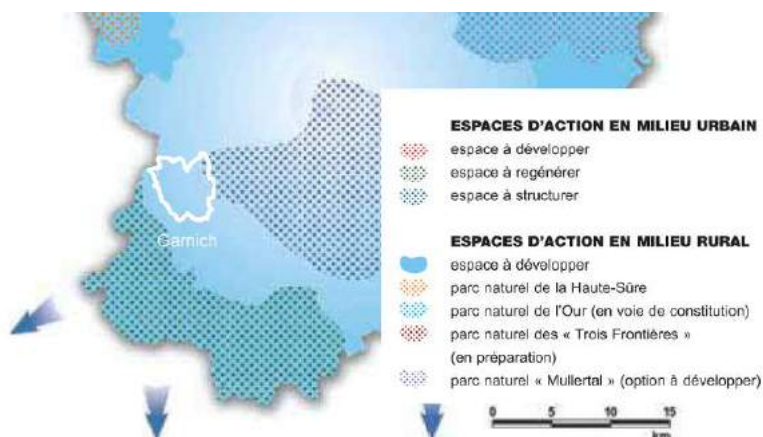 ESPACES D'ACTION EN MILIEU URBAIN
espace à développer
espace à regénérer
espace à structurer
ESPACES D'ACTION EN MILIEU RURAL
espace à développer
parc naturel de la Haute-Sûre
parc naturel de l'Our (en voie de constitution)
parc naturel des « Trois Frontières »
(en préparation)
parc naturel « Mullertal » (option à développer)
Garnich
0 5 10 15
km